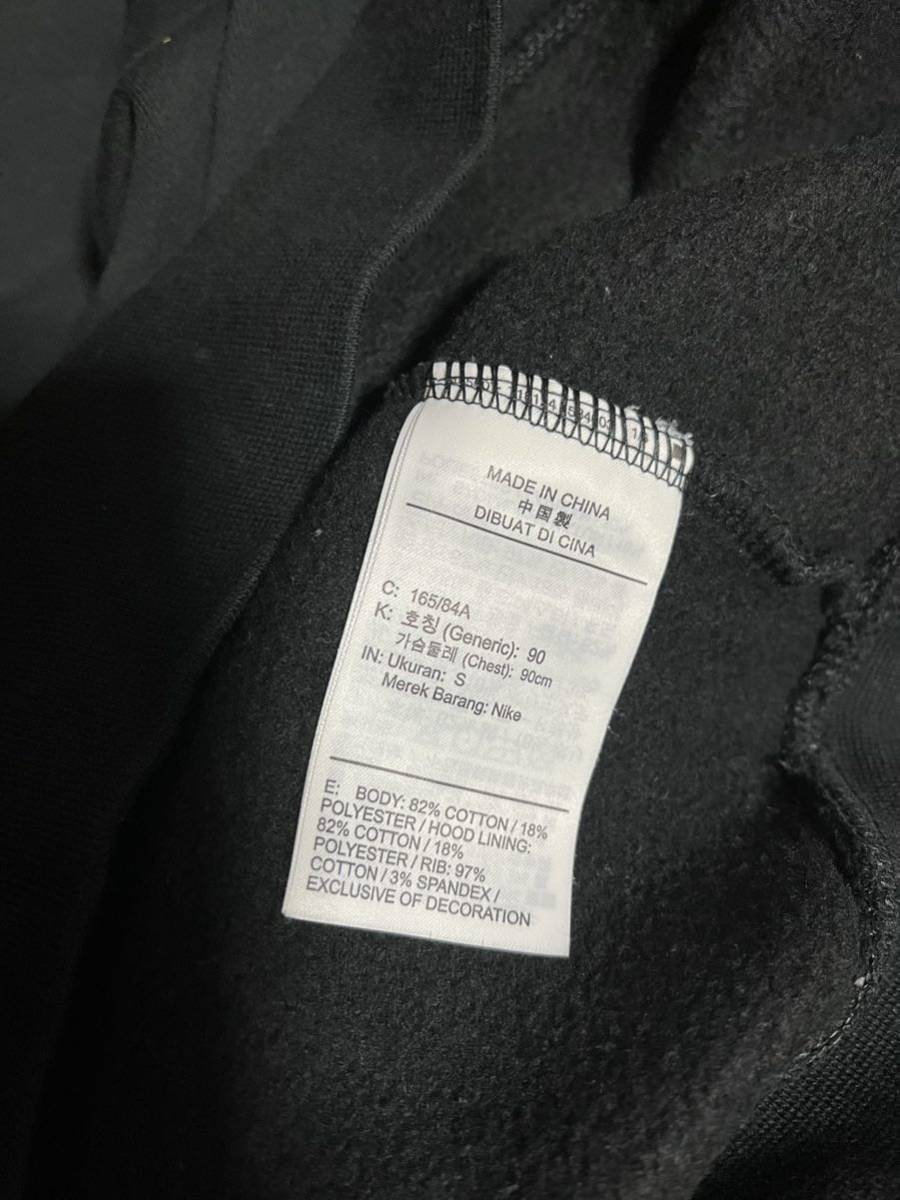 MADE IN CHINA
中国製
DIBUAT DI CINA
C: 165/84A
K: 호칭 (Generic): 90
가슴둘레 (Chest): 90cm
IN: Ukuran: S
Merek Barang: Nike
E: BODY: 82% COTTON / 18%
POLYESTER / HOOD LINING:
82% COTTON / 18%
POLYESTER / RIB: 97%
COTTON / 3% SPANDEX /
EXCLUSIVE OF DECORATION